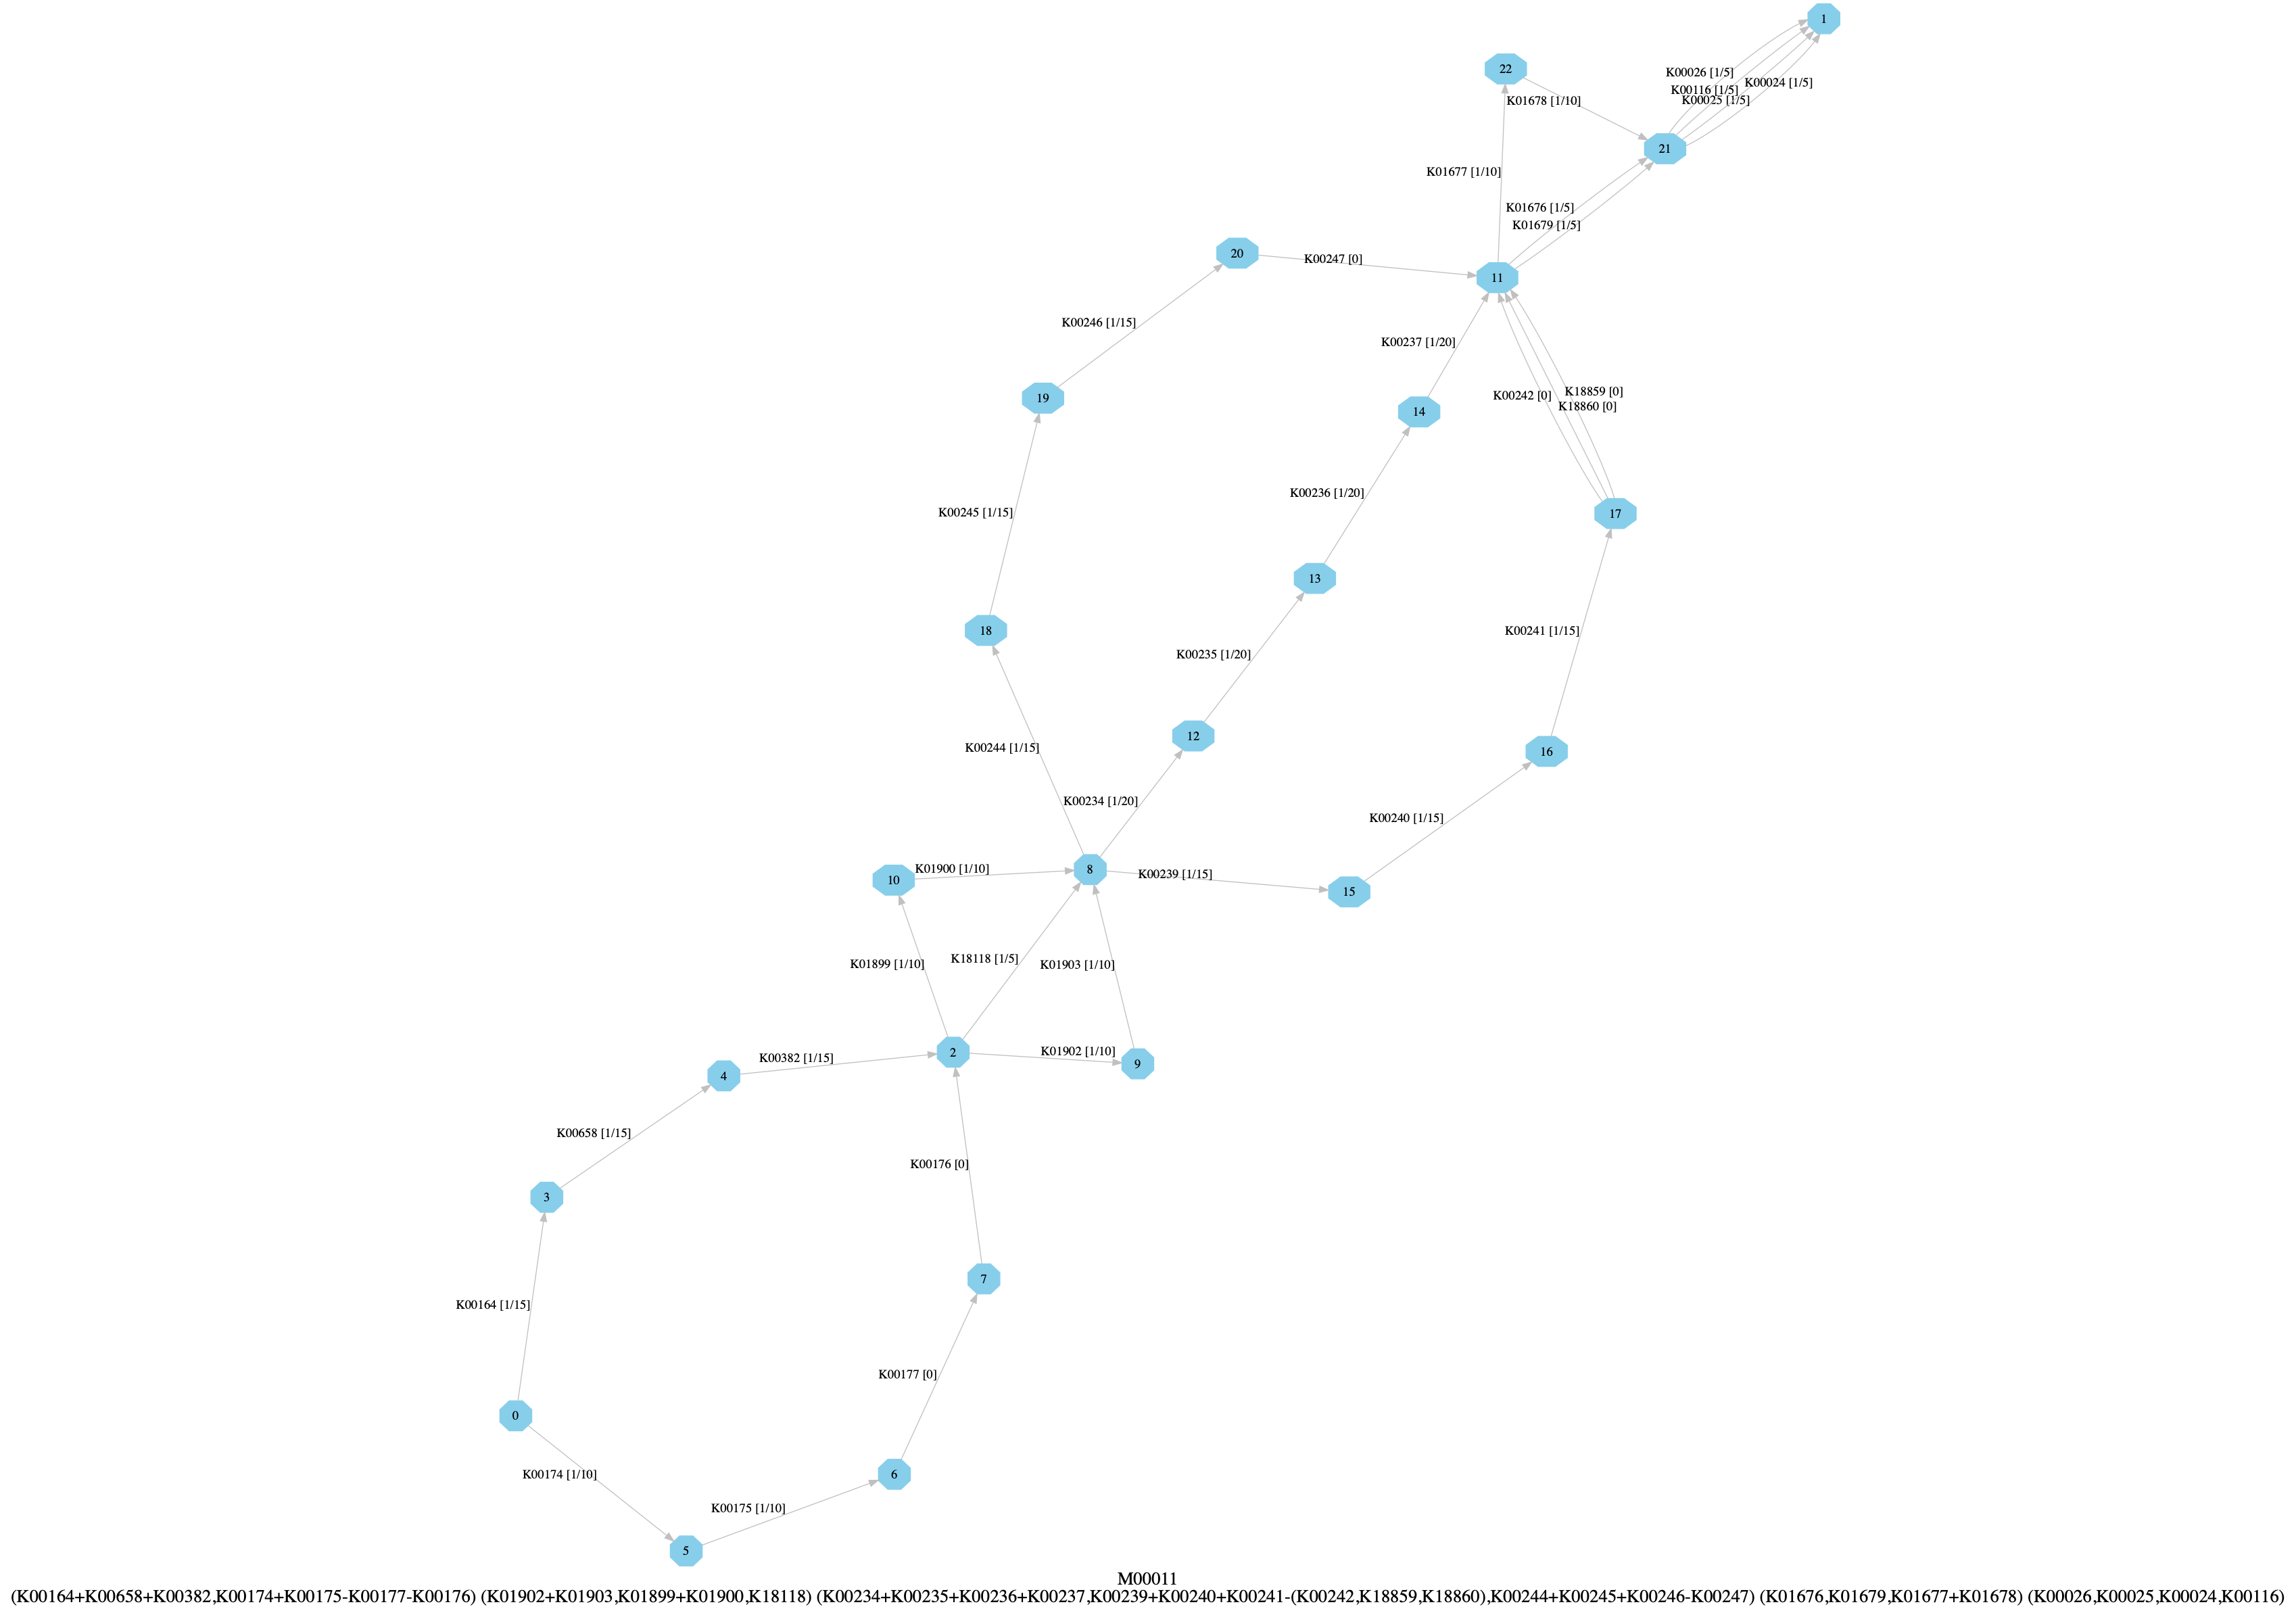 1
22
K00026 [1/5]
K00024 [1/5]
K00116 [1/5]
K00025 [1/5]
K01678 [1/10]
21
K01677 [1/10]
K01676 [1/5]
K01679 [1/5]
20
K00247 [0]
11
K00246 [1/15]
K00237 [1/20]
K18859 [0]
K00242 [0]
K18860 [0]
19
14
K00236 [1/20]
K00245 [1/15]
17
13
18
K00241 [1/15]
K00235 [1/20]
12
K00244 [1/15]
16
K00234 [1/20]
K00240 [1/15]
K01900 [1/10]
8
K00239 [1/15]
10
15
K18118 [1/5]
K01899 [1/10]
K01903 [1/10]
2
K01902 [1/10]
K00382 [1/15]
9
4
K00658 [1/15]
K00176 [0]
3
7
K00164 [1/15]
K00177 [0]
0
K00174 [1/10]
6
K00175 [1/10]
5
M00011
(K00164+K00658+K00382,K00174+K00175-K00177-K00176) (K01902+K01903,K01899+K01900,K18118) (K00234+K00235+K00236+K00237,K00239+K00240+K00241-(K00242,K18859,K18860),K00244+K00245+K00246-K00247) (K01676,K01679,K01677+K01678) (K00026,K00025,K00024,K00116)